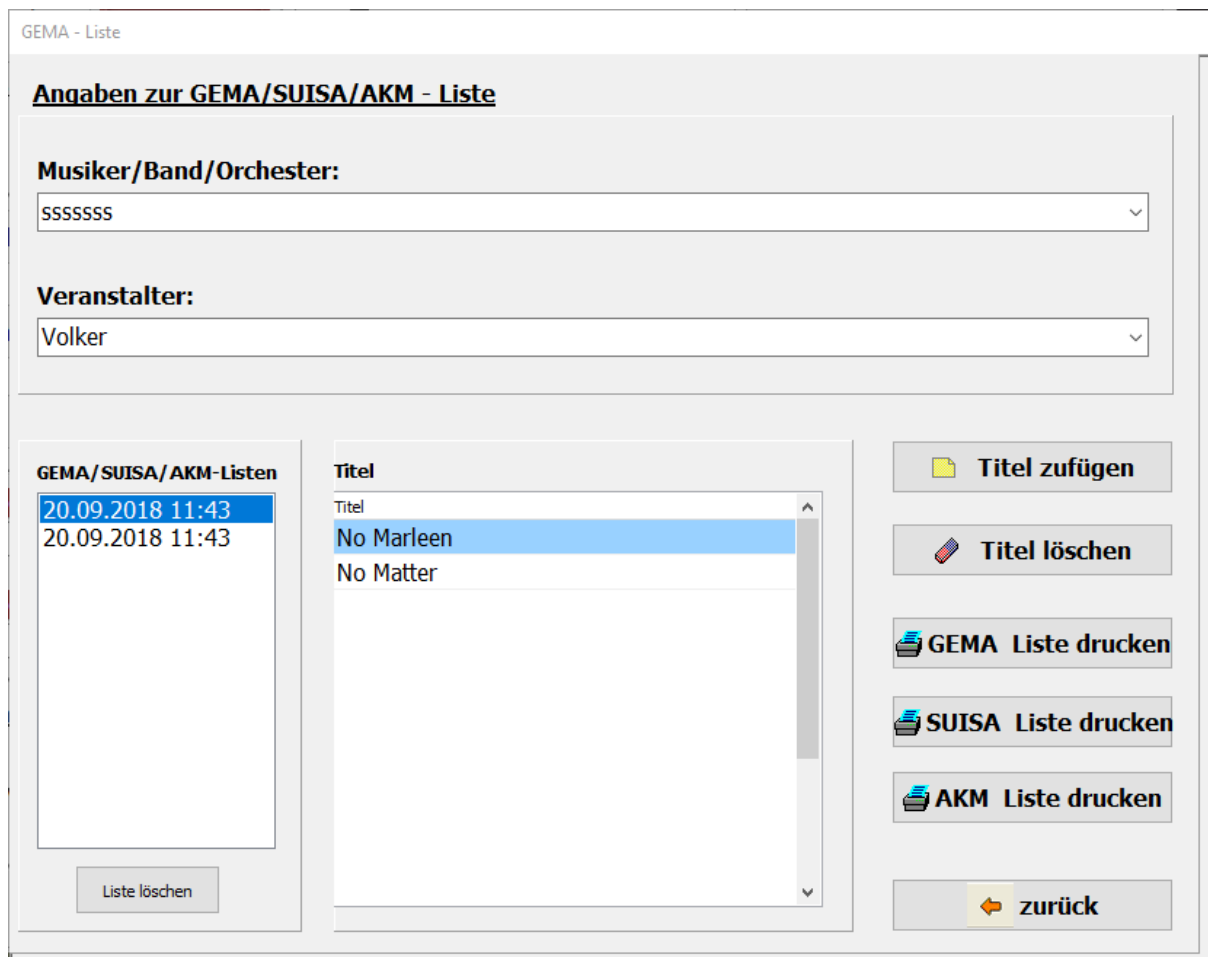 GEMA - Liste
Angaben zur GEMA/SUISA/AKM - Liste
Musiker/Band/Orchester:
sssssss
Veranstalter:
Volker
GEMA/SUISA/AKM-Listen
20.09.2018 11:43
20.09.2018 11:43
Liste löschen
Titel
Titel
No Marleen
No Matter
Titel zufügen
Titel löschen
GEMA Liste drucken
SUISA Liste drucken
AKM Liste drucken
zurück